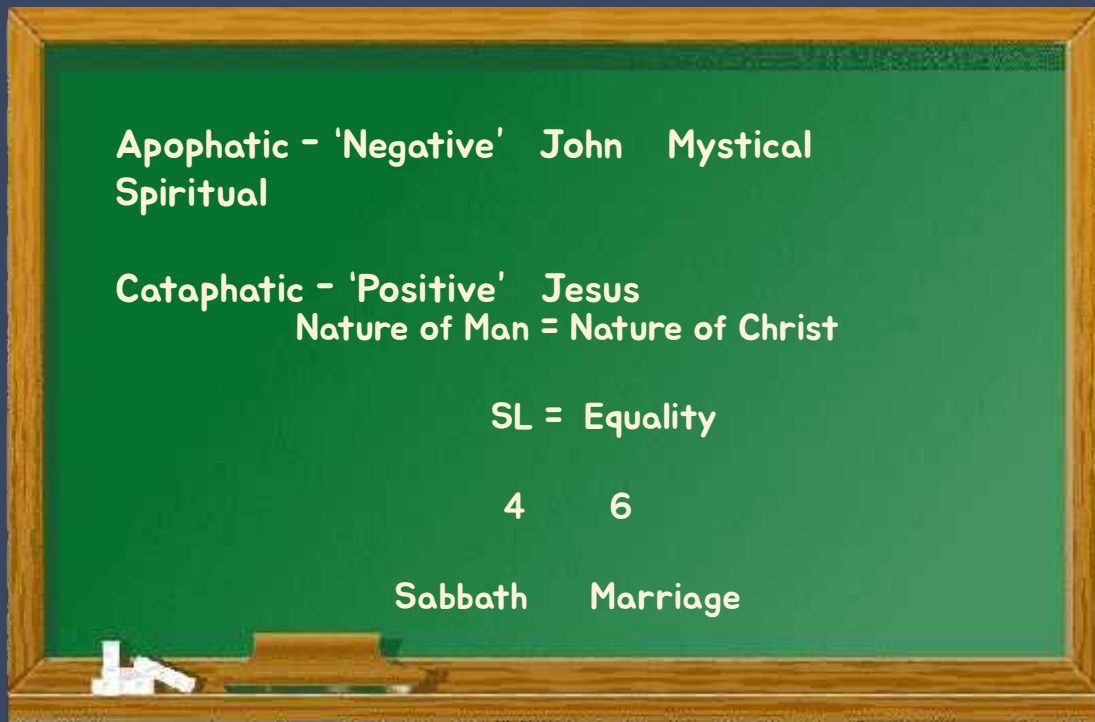 Apophatic - 'Negative' John Mystical
Spiritual
Cataphatic - 'Positive' Jesus
Nature of Man = Nature of Christ
SL = Equality
4 6
Sabbath Marriage